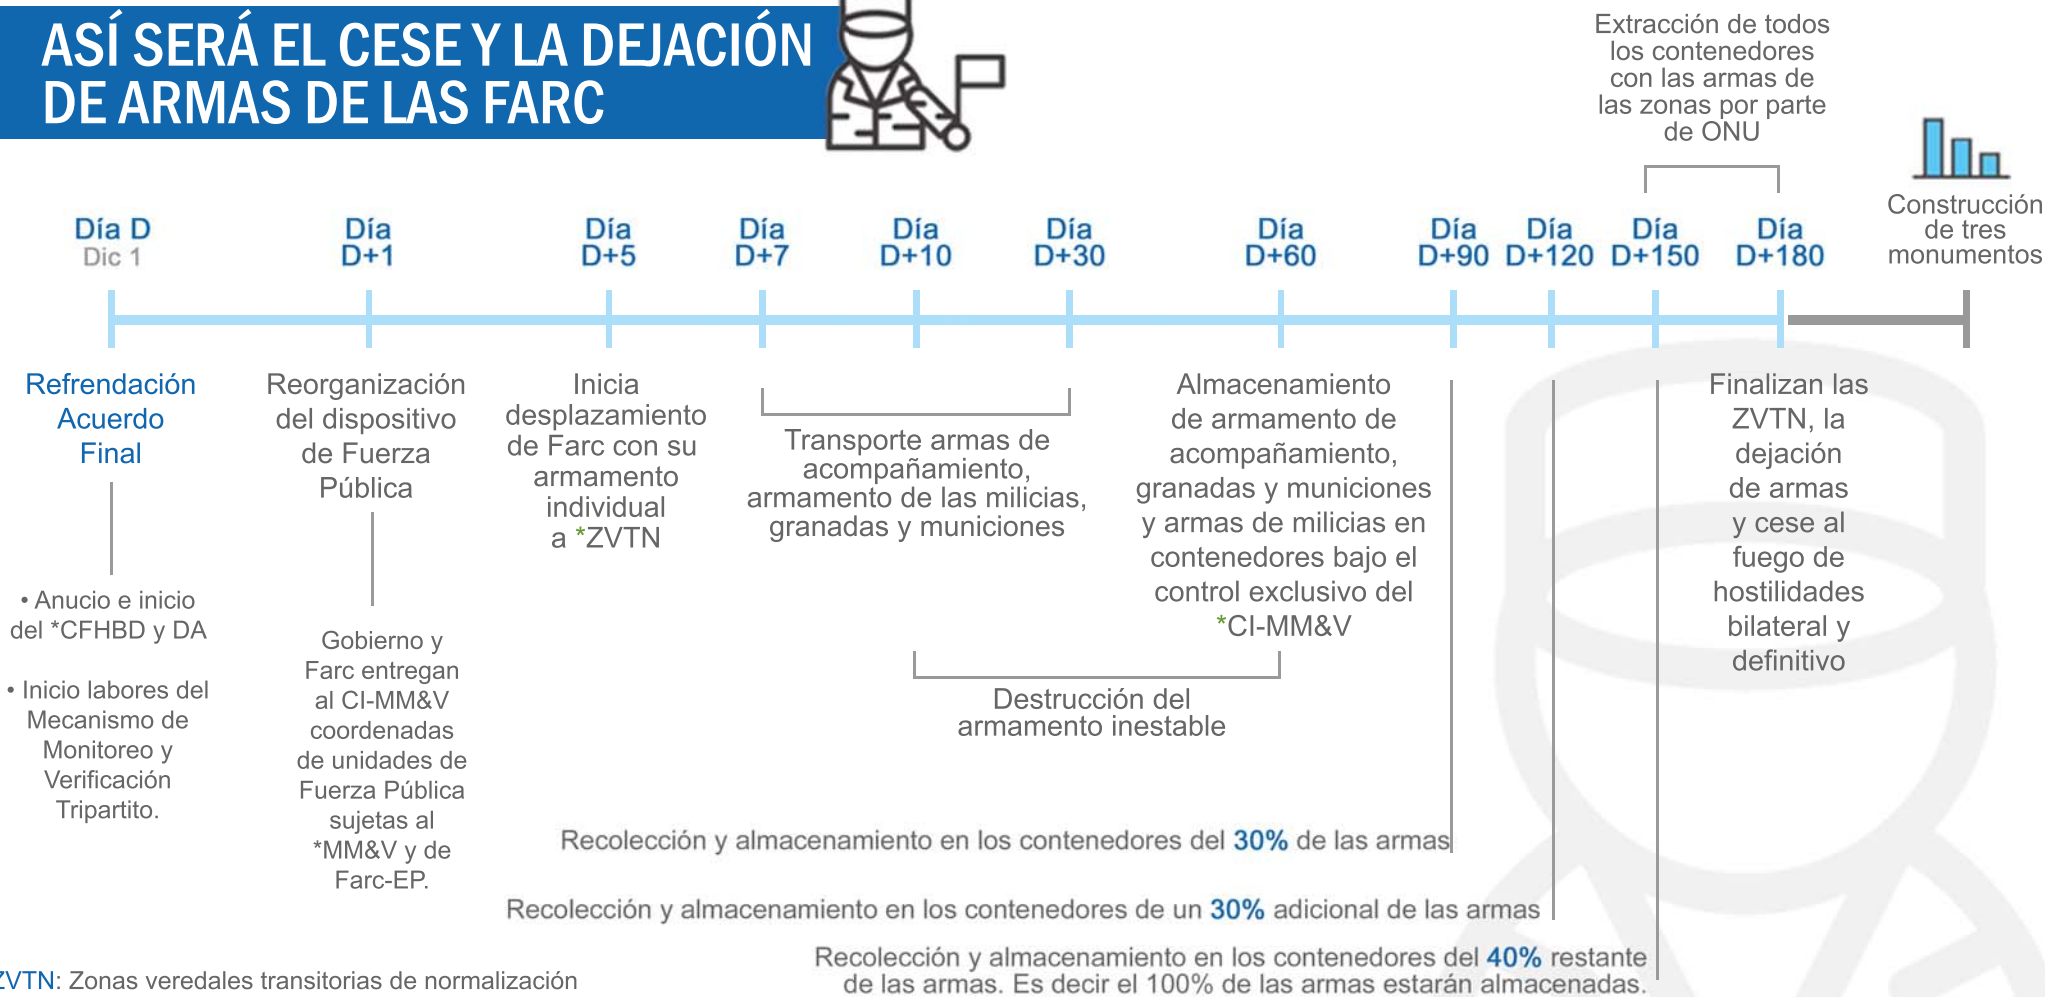 ASÍ SERÁ EL CESE Y LA DEJACIÓN
DE ARMAS DE LAS FARC
Extracción de todos
los contenedores
con las armas de
las zonas por parte
de ONU
Construcción
de tres
monumentos
Día D
Dic 1
Día
D+1
Día
D+5
Día
D+7
Día
D+10
Día
D+30
Día
D+60
Día
D+90
Día
D+120
Día
D+150
Día
D+180
Refrendación
Acuerdo
Final
• Anucio e inicio
del *CFHBD y DA
• Inicio labores del
Mecanismo de
Monitoreo y
Verificación
Tripartito.
Reorganización
del dispositivo
de Fuerza
Pública
Gobierno y
Farc entregan
al CI-MM&V
coordenadas
de unidades de
Fuerza Pública
sujetas al
*MM&V y de
Farc-EP.
Inicia
desplazamiento
de Farc con su
armamento
individual
a *ZVTN
Transporte armas de
acompañamiento,
armamento de las milicias,
granadas y municiones
Almacenamiento
de armamento de
acompañamiento,
granadas y municiones
y armas de milicias en
contenedores bajo el
control exclusivo del
*CI-MM&V
Destrucción del
armamento inestable
Finalizan las
ZVTN, la
dejación
de armas
y cese al
fuego de
hostilidades
bilateral y
definitivo
Recolección y almacenamiento en los contenedores del 30% de las armas
Recolección y almacenamiento en los contenedores de un 30% adicional de las armas
Recolección y almacenamiento en los contenedores del 40% restante
de las armas. Es decir el 100% de las armas estarán almacenadas.
ZVTN: Zonas veredales transitorias de normalización